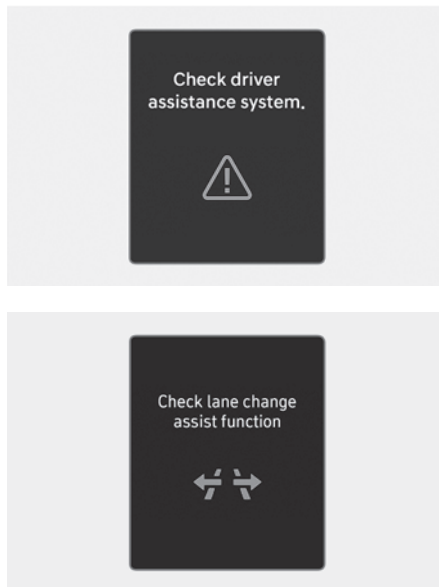 Check driver
assistance system.
Check lane change
assist function